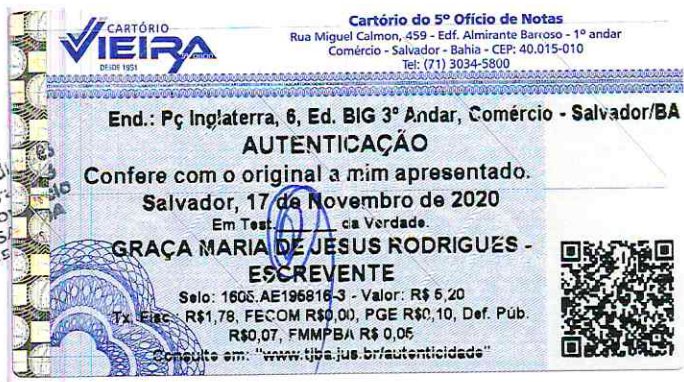 CARTÓRIO
VIEIRA
DESDE 1951
Cartório do 5º Ofício de Notas
Rua Miguel Calmon, 459 - Edf. Almirante Barroso - 1º andar
Comércio - Salvador - Bahia - CEP: 40.015-010
Tel: (71) 3034-5800
End.: Pç Inglaterra, 6, Ed. BIG 3º Andar, Comércio - Salvador/BA
AUTENTICAÇÃO
Confere com o original a mim apresentado.
Salvador, 17 de Novembro de 2020
Em Test. ______ da Verdade.
GRAÇA MARIA DE JESUS RODRIGUES -
ESCREVENTE
Selo: 1605.AE195816-3 - Valor: R$ 5,20
Tx. Fisc.: R$1,78, FECOM R$0,00, PGE R$0,10, Def. Púb.
R$0,07, FMMPBA R$ 0,05
Consulte em: "www.tjba.jus.br/autenticidade"